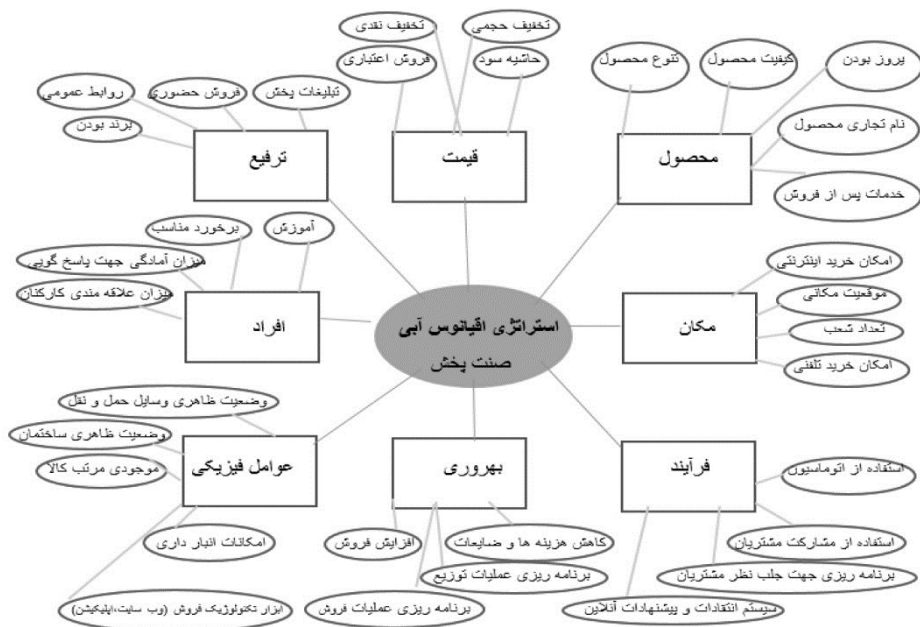 تخفیف نقدی
تخفیف حجمی
فروش اعتباری
حاشیه سود
قیمت
تنوع محصول
کیفیت محصول
بروز بودن
نام تجاری محصول
خدمات پس از فروش
محصول
روابط عمومی
فروش حضوری
تبلیغات پخش
برند بودن
ترفیع
برخورد مناسب
آموزش
میزان آمادگی جهت پاسخ گویی
میزان علاقه مندی کارکنان
افراد
استراتژی اقیانوس آبی
صنت پخش
امکان خرید اینترنتی
موقعیت مکانی
تعداد شعب
امکان خرید تلفنی
مکان
وضعیت ظاهری وسایل حمل و نقل
وضعیت ظاهری ساختمان
موجودی مرتب کالا
عوامل فیزیکی
امکانات انبار داری
ابزار تکنولوژیک فروش (وب سایت،اپلیکیشن)
بهروری
افزایش فروش
کاهش هزینه ها و ضایعات
برنامه ریزی عملیات توزیع
برنامه ریزی عملیات فروش
فرآیند
استفاده از اتوماسیون
استفاده از مشارکت مشتریان
برنامه ریزی جهت جلب نظر مشتریان
سیستم انتقادات و پیشنهادات آنلاین